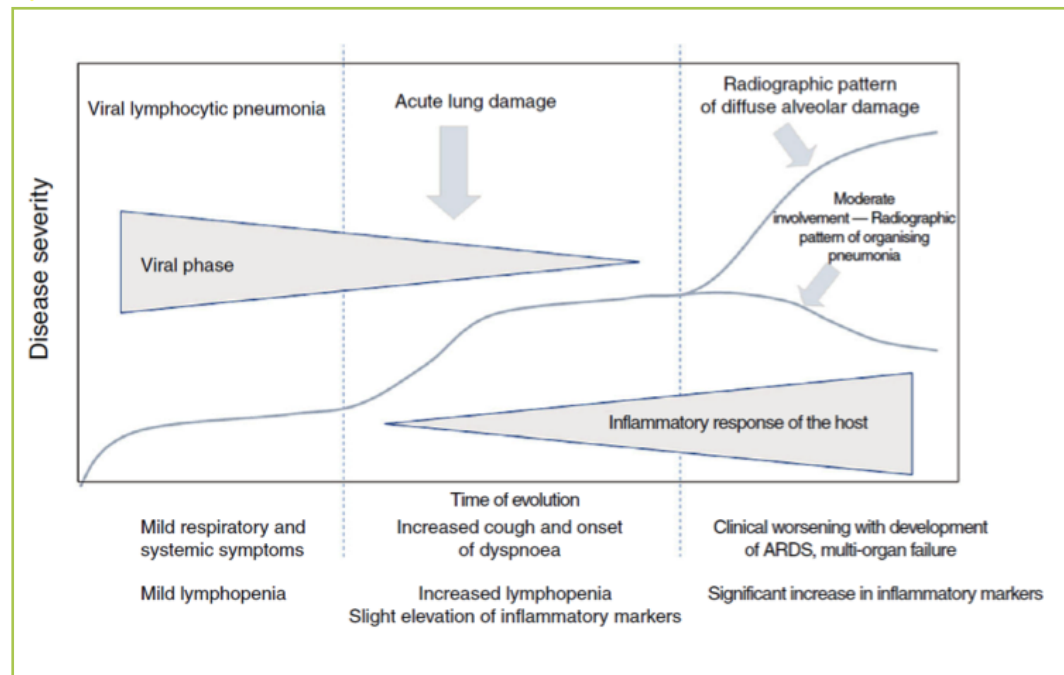 Viral lymphocytic pneumonia
Acute lung damage
Radiographic pattern
of diffuse alveolar damage
Disease severity
Viral phase
Moderate
involvement — Radiographic
pattern of organising
pneumonia
Inflammatory response of the host
Time of evolution
Mild respiratory and
systemic symptoms
Increased cough and onset
of dyspnoea
Clinical worsening with development
of ARDS, multi-organ failure
Mild lymphopenia
Increased lymphopenia
Slight elevation of inflammatory markers
Significant increase in inflammatory markers